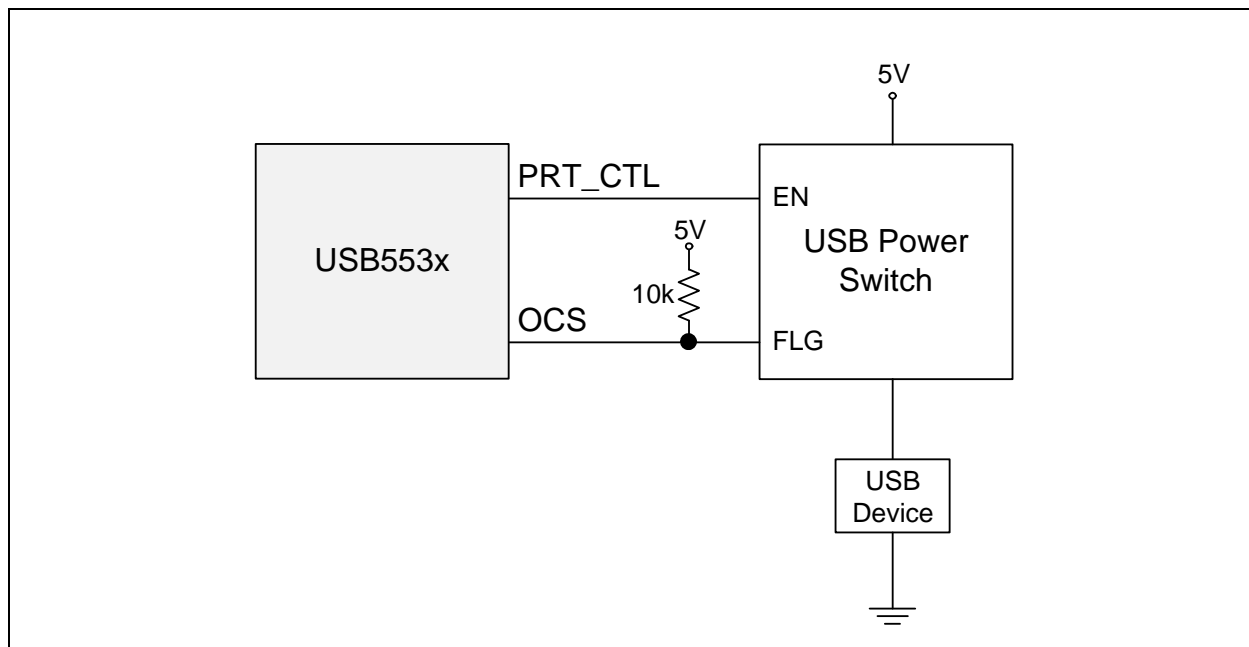 5V
PRT_CTL
EN
5V
USB553x
USB Power
Switch
10k
OCS
FLG
USB
Device